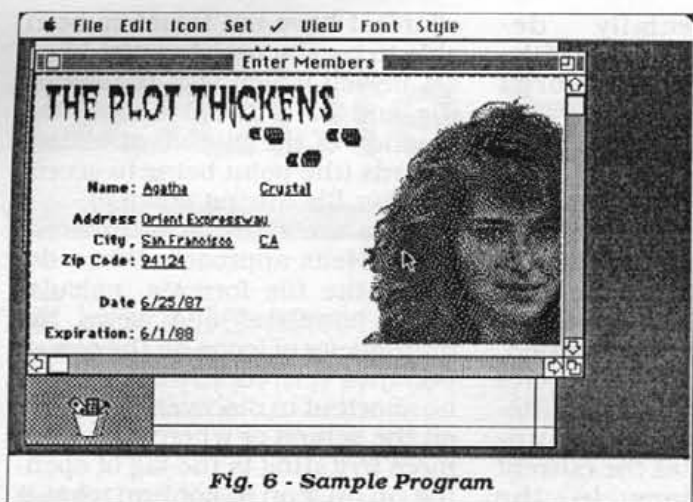 File Edit Icon Set ✓ View Font Style
Enter Members
THE PLOT THICKENS
Name: Agatha Crystal
Address Orient Expressway
City, San Francisco CA
Zip Code: 94124
Date 6/25/87
Expiration: 6/1/88
Fig. 6 - Sample Program